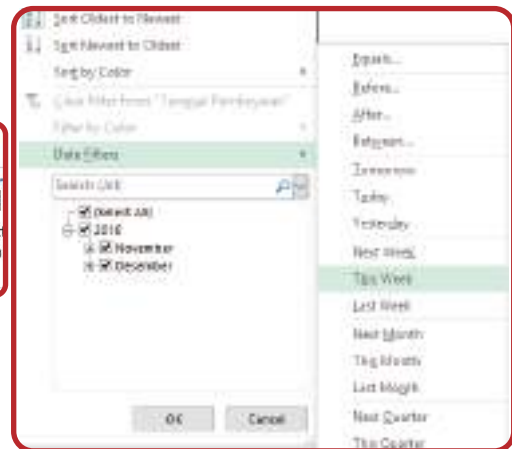 Sort Oldest to Newest
Sort Newest to Oldest
Sort by Color
Clear Filter From "Tanggal Pembayaran"
Filter by Color
Date Filters
Search (All)
(Select All)
2016
November
Desember
OK
Cancel
Equals...
Before...
After...
Between...
Tomorrow
Today
Yesterday
Next Week
This Week
Last Week
Next Month
This Month
Last Month
Next Quarter
This Quarter